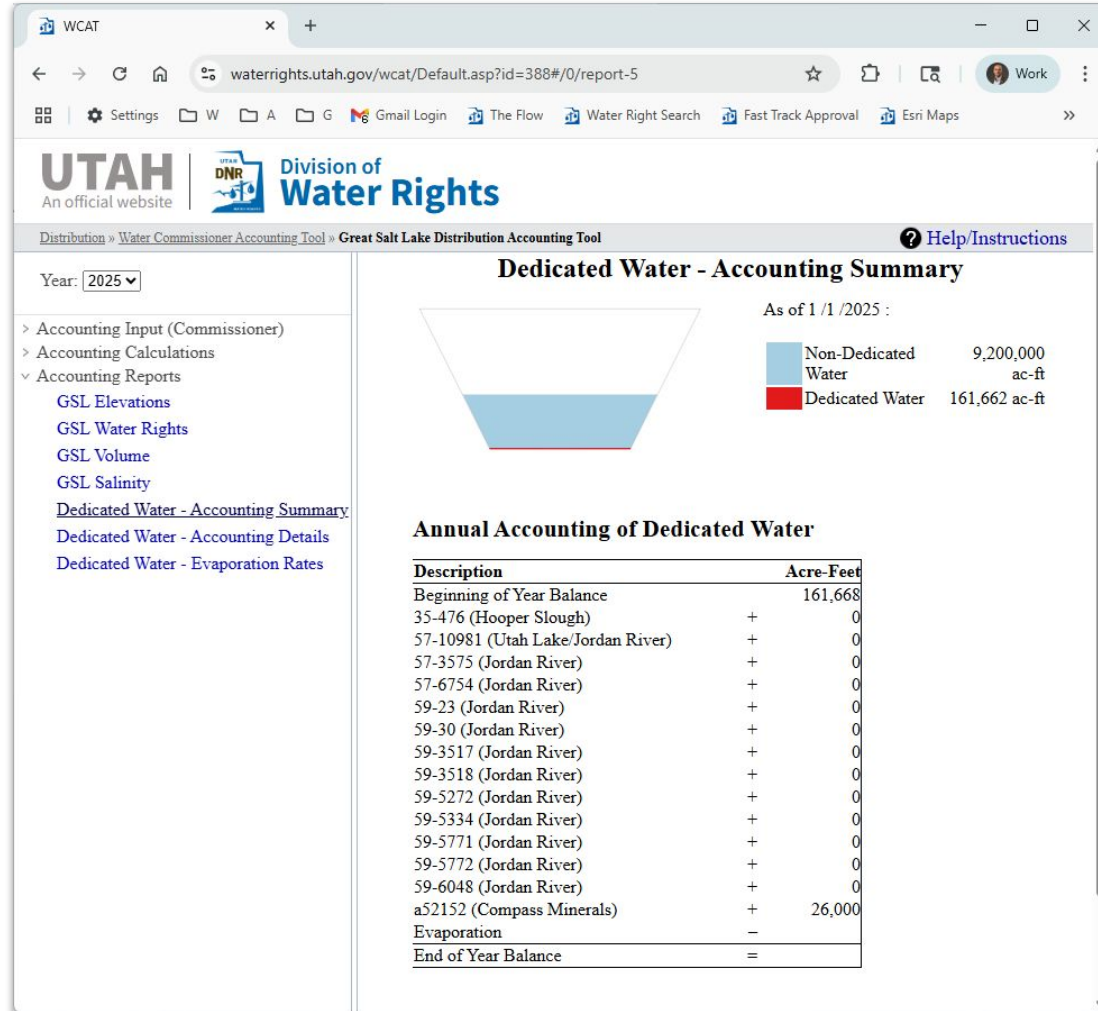 WCAT
waterrights.utah.gov/wcat/Default.asp?id=388#/0/report-5
Work
Settings W A G Gmail Login The Flow Water Right Search Fast Track Approval Esri Maps »
UTAH
An official website
UTAH
DNR
WATER RIGHTS
Division of
Water Rights
Distribution » Water Commissioner Accounting Tool » Great Salt Lake Distribution Accounting Tool
? Help/Instructions
Year: 2025
> Accounting Input (Commissioner)
> Accounting Calculations
Accounting Reports
GSL Elevations
GSL Water Rights
GSL Volume
GSL Salinity
Dedicated Water - Accounting Summary
Dedicated Water - Accounting Details
Dedicated Water - Evaporation Rates
Dedicated Water - Accounting Summary
As of 1 /1 /2025 :
Non-Dedicated 9,200,000
Water ac-ft
Dedicated Water 161,662 ac-ft
Annual Accounting of Dedicated Water
Description Acre-Feet
Beginning of Year Balance 161,668
35-476 (Hooper Slough) + 0
57-10981 (Utah Lake/Jordan River) + 0
57-3575 (Jordan River) + 0
57-6754 (Jordan River) + 0
59-23 (Jordan River) + 0
59-30 (Jordan River) + 0
59-3517 (Jordan River) + 0
59-3518 (Jordan River) + 0
59-5272 (Jordan River) + 0
59-5334 (Jordan River) + 0
59-5771 (Jordan River) + 0
59-5772 (Jordan River) + 0
59-6048 (Jordan River) + 0
a52152 (Compass Minerals) + 26,000
Evaporation −
End of Year Balance =